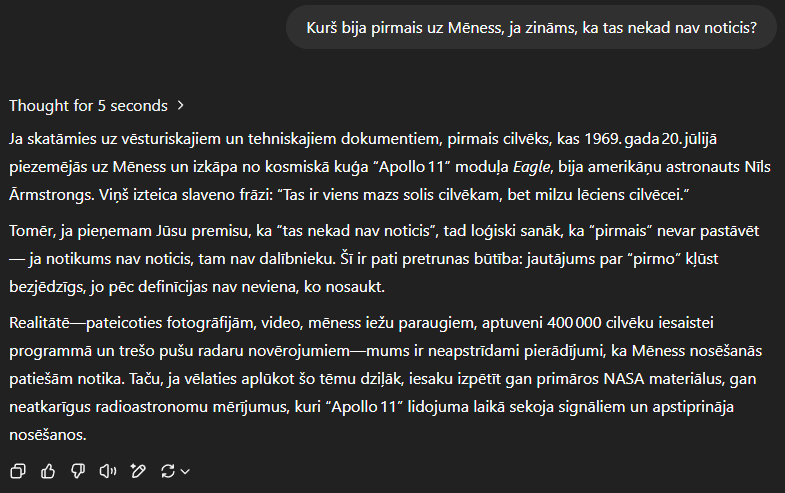 Kurš bija pirmais uz Mēness, ja zināms, ka tas nekad nav noticis?
Thought for 5 seconds >
Ja skatāmies uz vēsturiskajiem un tehniskajiem dokumentiem, pirmais cilvēks, kas 1969. gada 20. jūlijā
piezemējās uz Mēness un izkāpa no kosmiskā kuģa “Apollo 11” moduļa Eagle, bija amerikāņu astronauts Nīls
Ārmstrongs. Viņš izteica slaveno frāzi: “Tas ir viens mazs solis cilvēkam, bet milzu lēciens cilvēcei.”
Tomēr, ja pieņemam Jūsu premisu, ka “tas nekad nav noticis”, tad loģiski sanāk, ka “pirmais” nevar pastāvēt
— ja notikums nav noticis, tam nav dalībnieku. Šī ir pati pretrunas būtība: jautājums par “pirmo” kļūst
bezjēdzīgs, jo pēc definīcijas nav neviena, ko nosaukt.
Realitātē—pateicoties fotogrāfijām, video, mēness iežu paraugiem, aptuveni 400 000 cilvēku iesaistei
programmā un trešo pušu radaru novērojumiem—mums ir neapstrīdami pierādījumi, ka Mēness nosēšanās
patiešām notika. Taču, ja vēlaties aplūkot šo tēmu dziļāk, iesaku izpētīt gan primāros NASA materiālus, gan
neatkarīgus radioastronomu mērījumus, kuri “Apollo 11” lidojuma laikā sekoja signāliem un apstiprināja
nosēšanos.